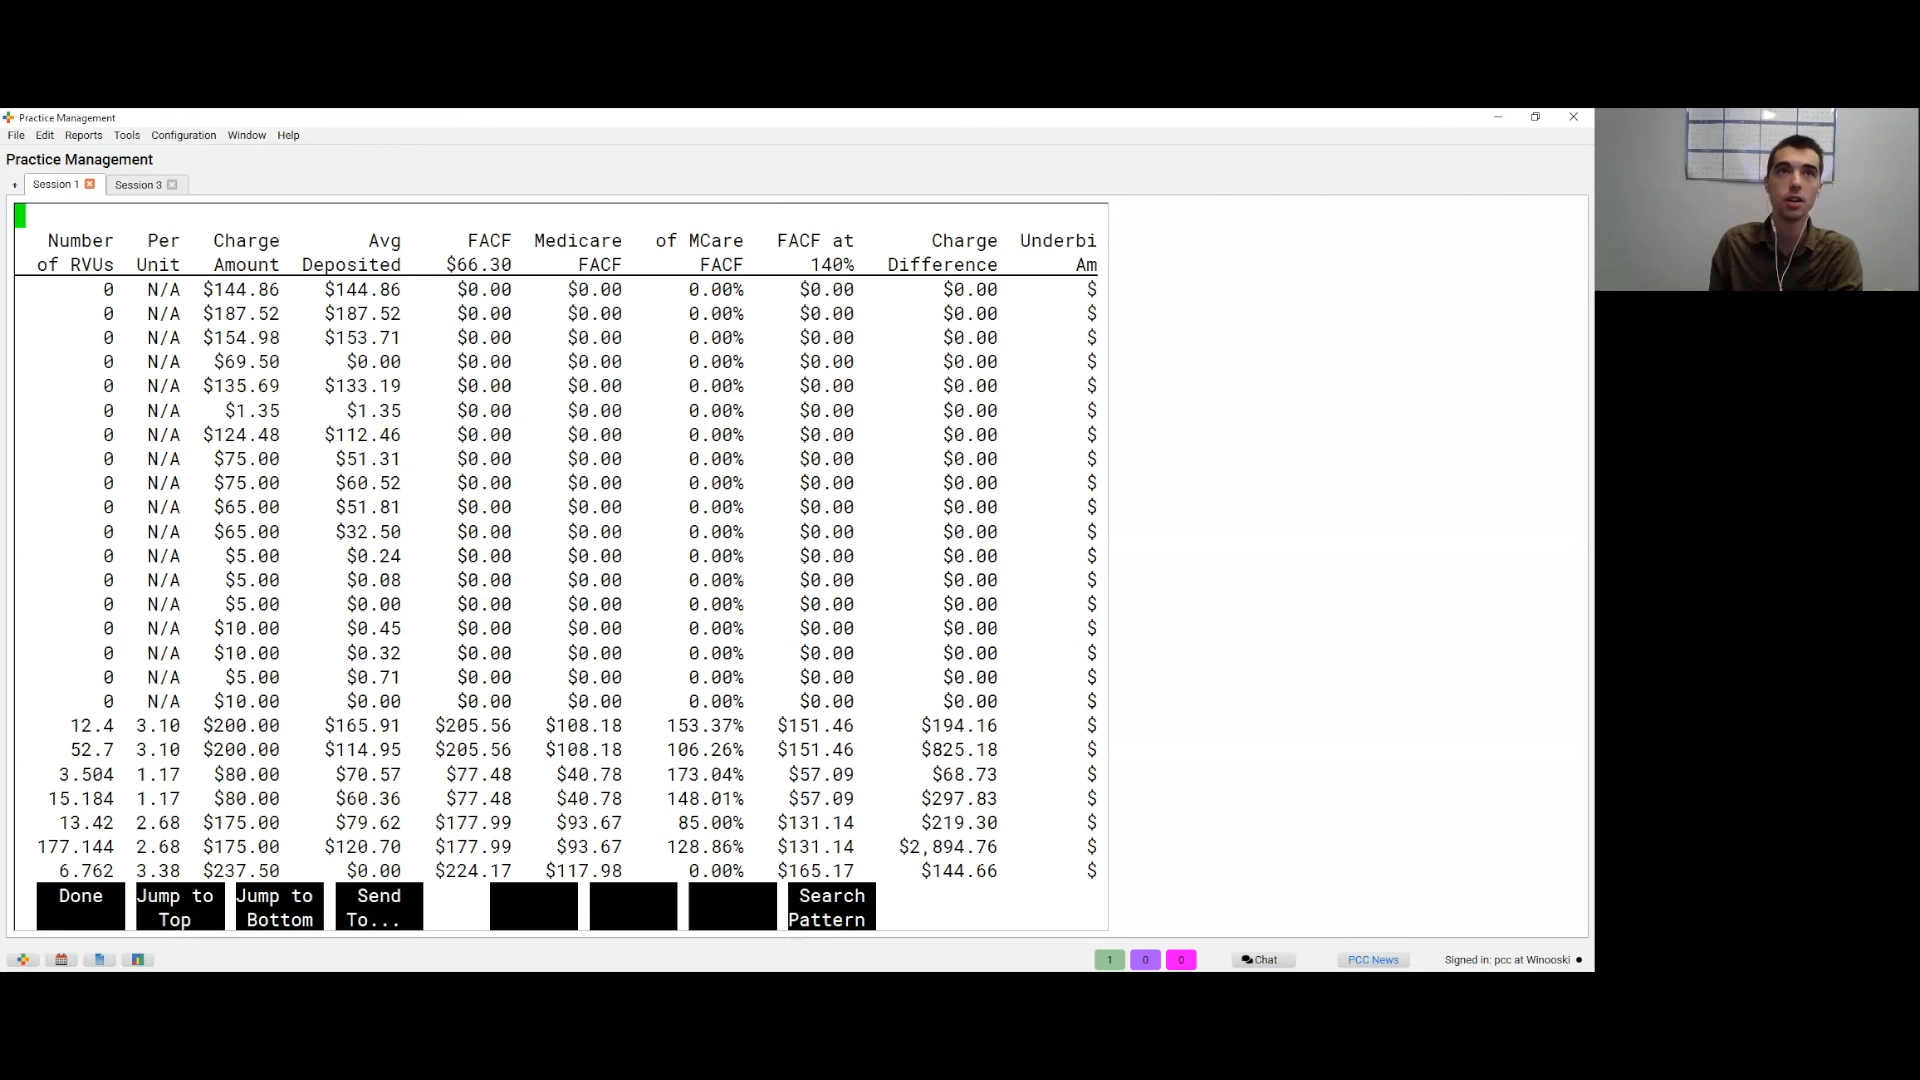 Practice Management
File Edit Reports Tools Configuration Window Help
Practice Management
+ Session 1 Session 3
Number Per Charge Avg FACF Medicare of MCare FACF at Charge Underbi
of RVUs Unit Amount Deposited $66.30 FACF FACF 140% Difference Am
0 N/A $144.86 $144.86 $0.00 $0.00 0.00% $0.00 $0.00 $
0 N/A $187.52 $187.52 $0.00 $0.00 0.00% $0.00 $0.00 $
0 N/A $154.98 $153.71 $0.00 $0.00 0.00% $0.00 $0.00 $
0 N/A $69.50 $0.00 $0.00 $0.00 0.00% $0.00 $0.00 $
0 N/A $135.69 $133.19 $0.00 $0.00 0.00% $0.00 $0.00 $
0 N/A $1.35 $1.35 $0.00 $0.00 0.00% $0.00 $0.00 $
0 N/A $124.48 $112.46 $0.00 $0.00 0.00% $0.00 $0.00 $
0 N/A $75.00 $51.31 $0.00 $0.00 0.00% $0.00 $0.00 $
0 N/A $75.00 $60.52 $0.00 $0.00 0.00% $0.00 $0.00 $
0 N/A $65.00 $51.81 $0.00 $0.00 0.00% $0.00 $0.00 $
0 N/A $65.00 $32.50 $0.00 $0.00 0.00% $0.00 $0.00 $
0 N/A $5.00 $0.24 $0.00 $0.00 0.00% $0.00 $0.00 $
0 N/A $5.00 $0.08 $0.00 $0.00 0.00% $0.00 $0.00 $
0 N/A $5.00 $0.00 $0.00 $0.00 0.00% $0.00 $0.00 $
0 N/A $10.00 $0.45 $0.00 $0.00 0.00% $0.00 $0.00 $
0 N/A $10.00 $0.32 $0.00 $0.00 0.00% $0.00 $0.00 $
0 N/A $5.00 $0.71 $0.00 $0.00 0.00% $0.00 $0.00 $
0 N/A $10.00 $0.00 $0.00 $0.00 0.00% $0.00 $0.00 $
12.4 3.10 $200.00 $165.91 $205.56 $108.18 153.37% $151.46 $194.16 $
52.7 3.10 $200.00 $114.95 $205.56 $108.18 106.26% $151.46 $825.18 $
3.504 1.17 $80.00 $70.57 $77.48 $40.78 173.04% $57.09 $68.73 $
15.184 1.17 $80.00 $60.36 $77.48 $40.78 148.01% $57.09 $297.83 $
13.42 2.68 $175.00 $79.62 $177.99 $93.67 85.00% $131.14 $219.30 $
177.144 2.68 $175.00 $120.70 $177.99 $93.67 128.86% $131.14 $2,894.76 $
6.762 3.38 $237.50 $0.00 $224.17 $117.98 0.00% $165.17 $144.66 $
Done Jump to Jump to Send Search
Top Bottom To... Pattern
1 0 0 Chat PCC News Signed in: pcc at Winooski